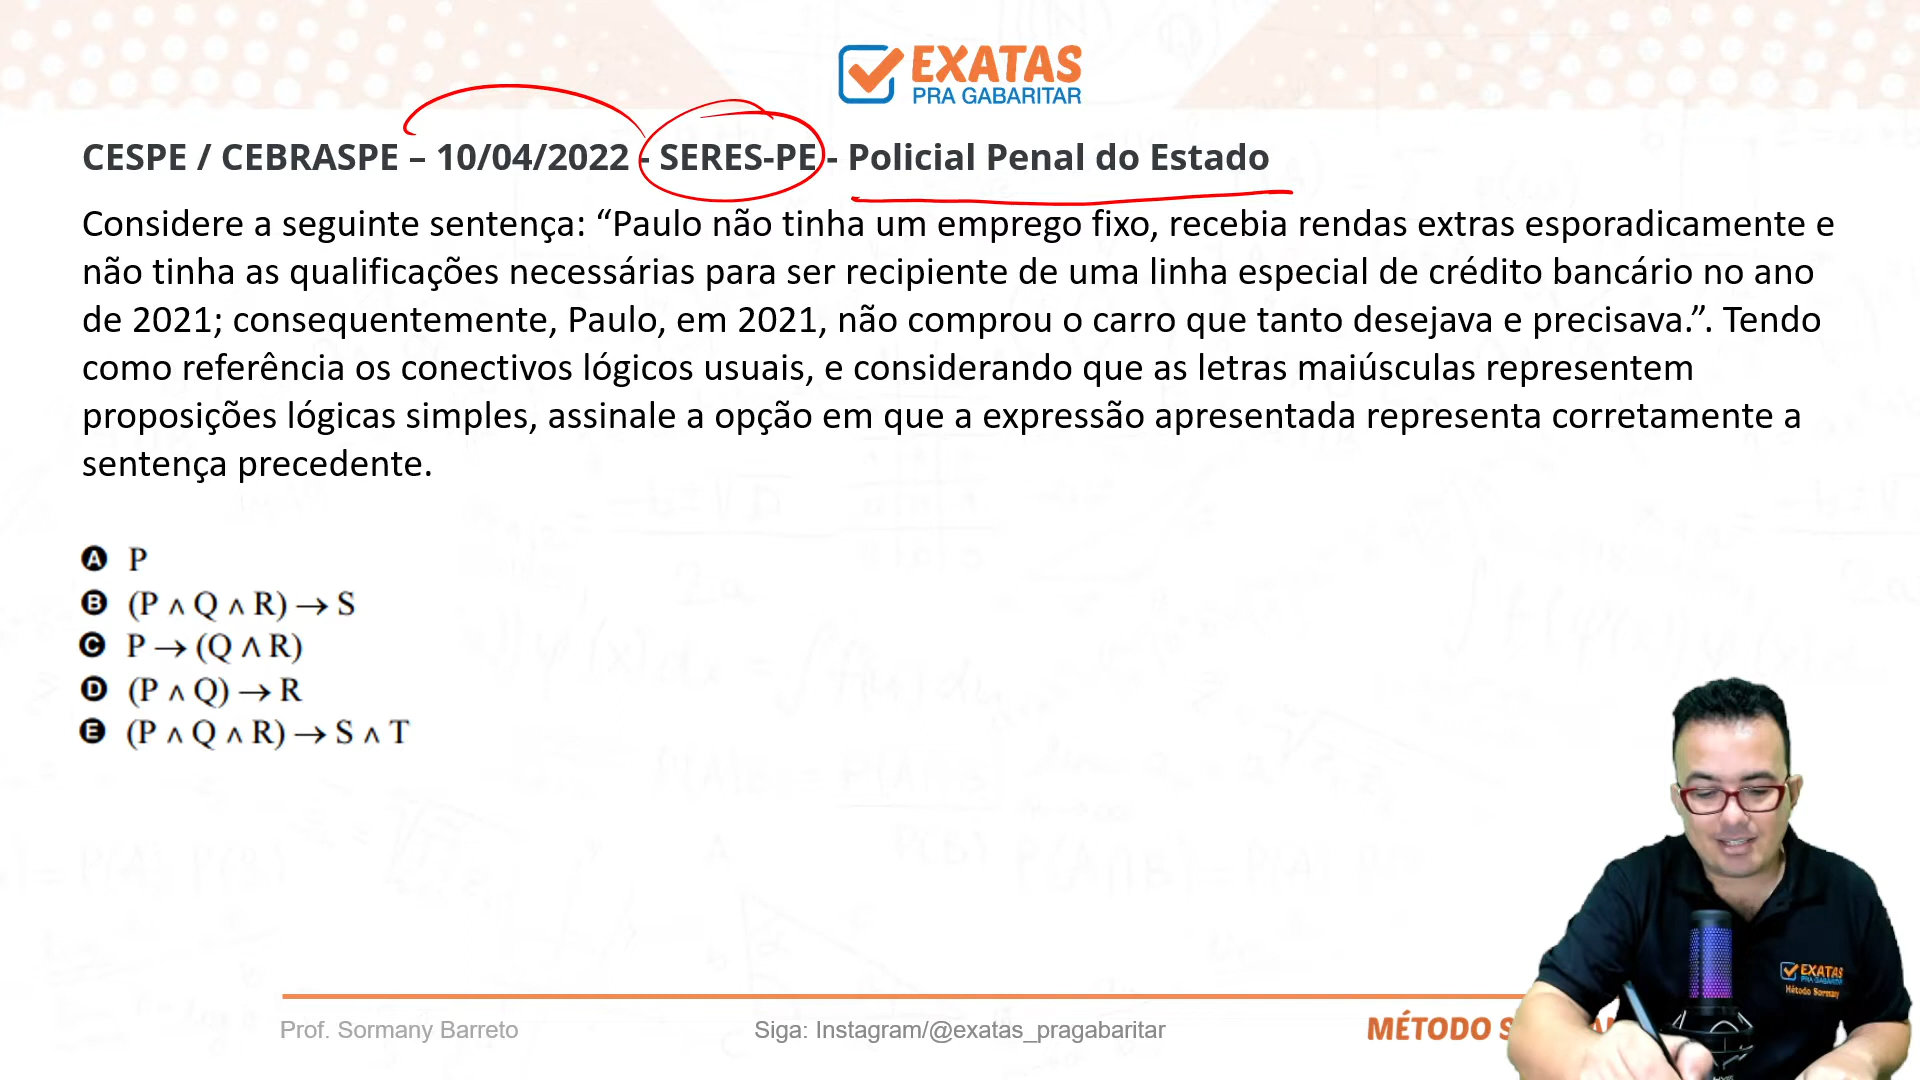 EXATAS
PRA GABARITAR
CESPE / CEBRASPE – 10/04/2022 - SERES-PE - Policial Penal do Estado
Considere a seguinte sentença: “Paulo não tinha um emprego fixo, recebia rendas extras esporadicamente e
não tinha as qualificações necessárias para ser recipiente de uma linha especial de crédito bancário no ano
de 2021; consequentemente, Paulo, em 2021, não comprou o carro que tanto desejava e precisava.”. Tendo
como referência os conectivos lógicos usuais, e considerando que as letras maiúsculas representem
proposições lógicas simples, assinale a opção em que a expressão apresentada representa corretamente a
sentença precedente.
A P
B (P ∧ Q ∧ R) → S
C P → (Q ∧ R)
D (P ∧ Q) → R
E (P ∧ Q ∧ R) → S ∧ T
EXATAS
PRA GABARITAR
Método Sormany
Prof. Sormany Barreto
Siga: Instagram/@exatas_pragabaritar
MÉTODO